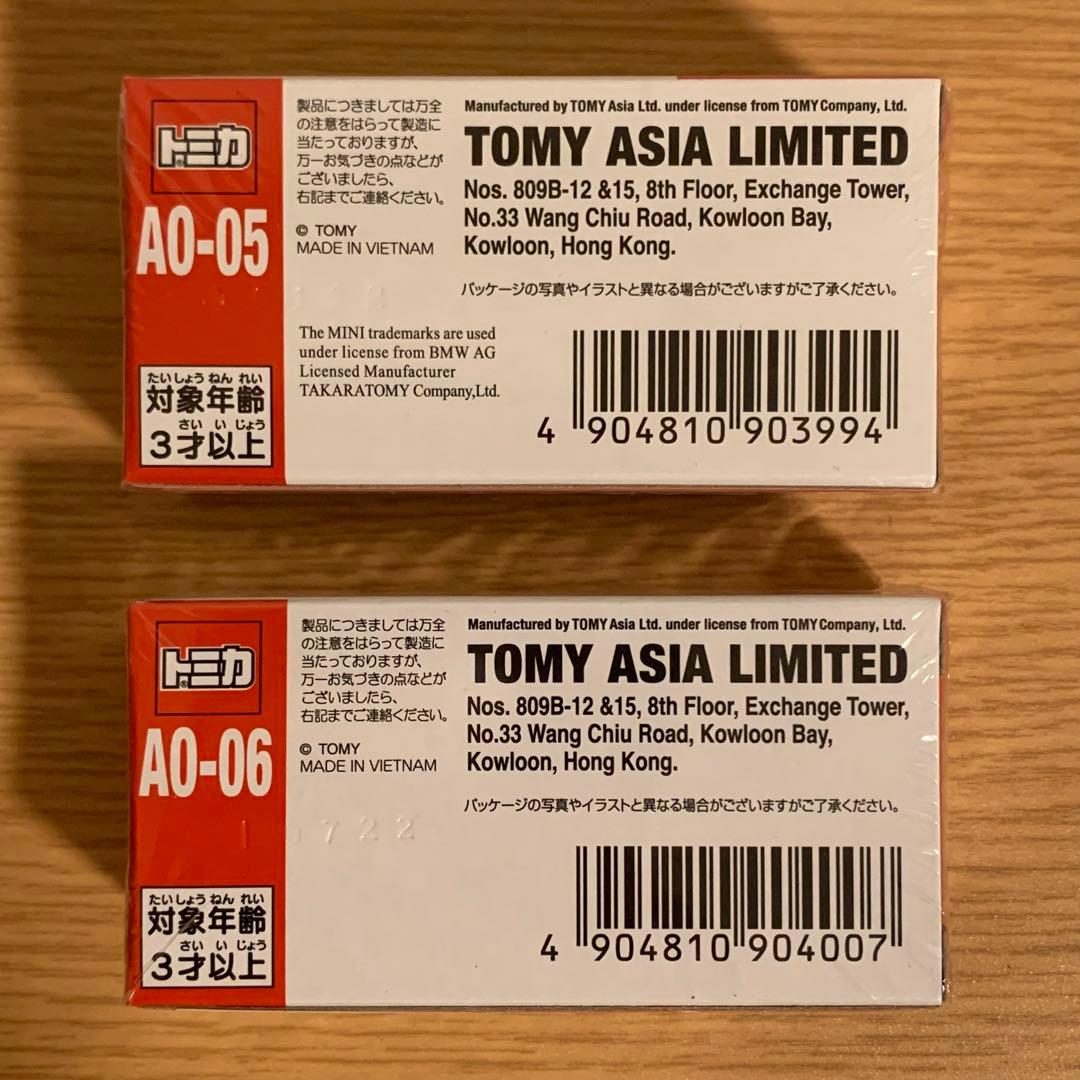 トミカ
AO-05
たいしょうねんれい
対象年齢
さいいじょう
3才以上
製品につきましては万全
の注意をはらって製造に
当たっておりますが、
万一お気づきの点などが
ございましたら、
右記までご連絡ください。
© TOMY
MADE IN VIETNAM
The MINI trademarks are used
under license from BMW AG
Licensed Manufacturer
TAKARATOMY Company,Ltd.
Manufactured by TOMY Asia Ltd. under license from TOMY Company, Ltd.
TOMY ASIA LIMITED
Nos. 809B-12 &15, 8th Floor, Exchange Tower,
No.33 Wang Chiu Road, Kowloon Bay,
Kowloon, Hong Kong.
パッケージの写真やイラストと異なる場合がございますがご了承ください。
4 904810 903994
トミカ
AO-06
たいしょうねんれい
対象年齢
さいいじょう
3才以上
製品につきましては万全
の注意をはらって製造に
当たっておりますが、
万一お気づきの点などが
ございましたら、
右記までご連絡ください。
© TOMY
MADE IN VIETNAM
Manufactured by TOMY Asia Ltd. under license from TOMY Company, Ltd.
TOMY ASIA LIMITED
Nos. 809B-12 &15, 8th Floor, Exchange Tower,
No.33 Wang Chiu Road, Kowloon Bay,
Kowloon, Hong Kong.
パッケージの写真やイラストと異なる場合がございますがご了承ください。
4 904810 904007